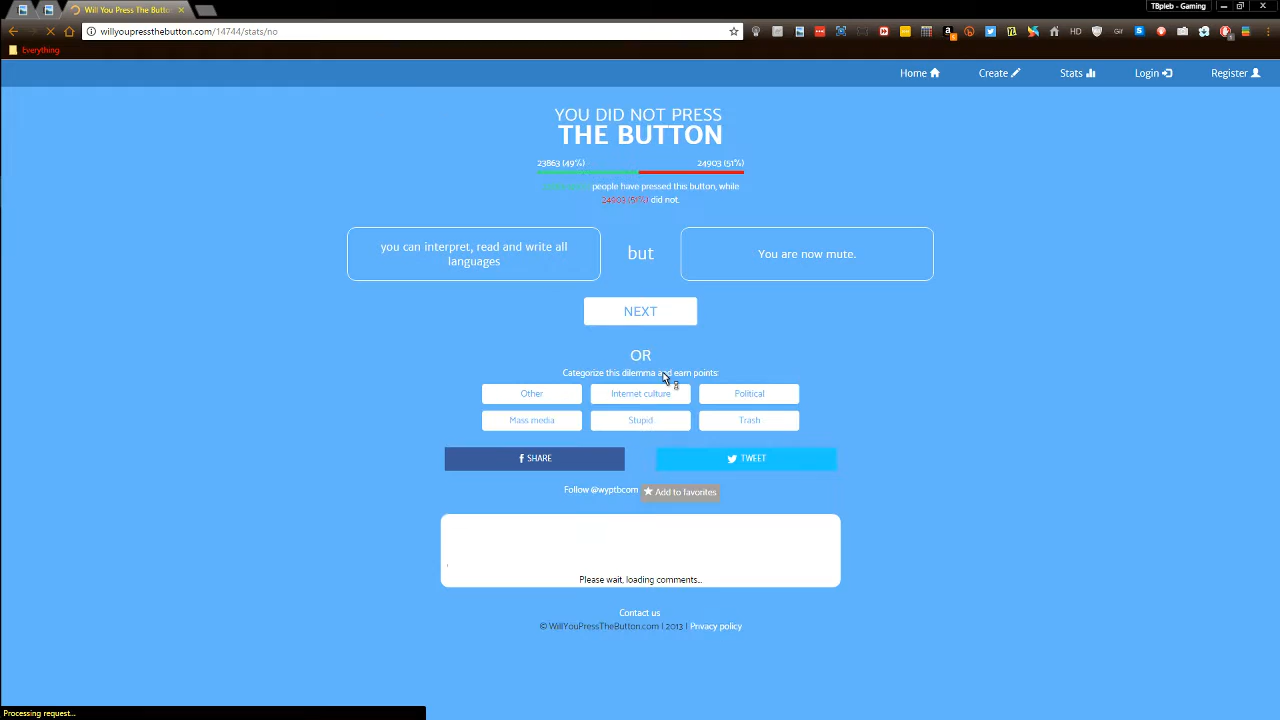 Will You Press The Butt
TBpleb - Gaming
willyoupressthebutton.com/14744/stats/no
Everything
Home Create Stats Login Register
YOU DID NOT PRESS
THE BUTTON
23863 (49%) 24903 (51%)
people have pressed this button, while
24903 (51%) did not.
you can interpret, read and write all
languages
but
You are now mute.
NEXT
OR
Categorize this dilemma and earn points:
Other Internet culture Political
Mass media Stupid Trash
SHARE TWEET
Follow @wyptbcom Add to favorites
Please wait, loading comments...
Contact us
© WillYouPressTheButton.com | 2013 | Privacy policy
Processing request...